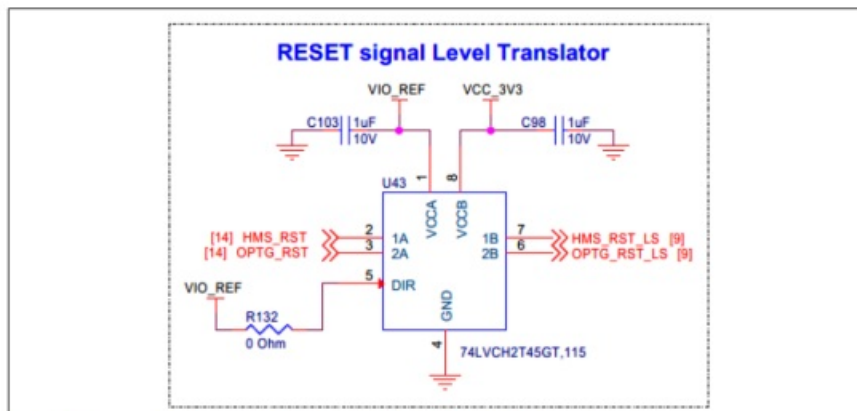 RESET signal Level Translator
VIO_REF
VCC_3V3
C103
1uF
10V
C98
1uF
10V
U43
1
8
VCCA
VCCB
[14] HMS_RST
2
1A
1B
7
HMS_RST_LS [9]
[14] OPTG_RST
3
2A
2B
6
OPTG_RST_LS [9]
5
DIR
VIO_REF
R132
0 Ohm
GND
4
74LVCH2T45GT,115